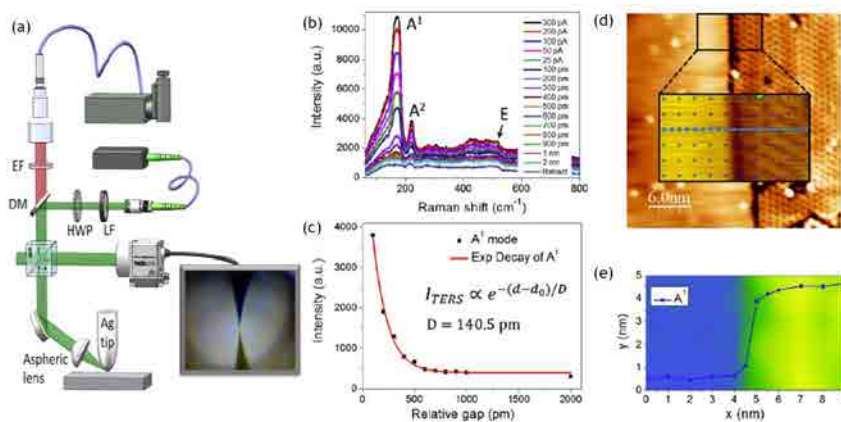 (a)
EF
DM
HWP
LF
Aspheric
lens
Ag
tip
(b)
Intensity (a.u.)
10000
8000
6000
4000
2000
0
A¹
A²
E
300 pA
200 pA
100 pA
50 pA
25 pA
100 pm
200 pm
300 pm
400 pm
500 pm
600 pm
700 pm
800 pm
900 pm
1 nm
2 nm
Retract
200
400
600
800
Raman shift (cm⁻¹)
(c)
Intensity (a.u.)
4000
3000
2000
1000
0
A¹ mode
Exp Decay of A¹
I_TERS ∝ e^{-(d-d₀)/D}
D = 140.5 pm
0
500
1000
1500
2000
Relative gap (pm)
(d)
6.0nm
(e)
y (nm)
5
4
3
2
1
0
A¹
0 1 2 3 4 5 6 7 8
x (nm)